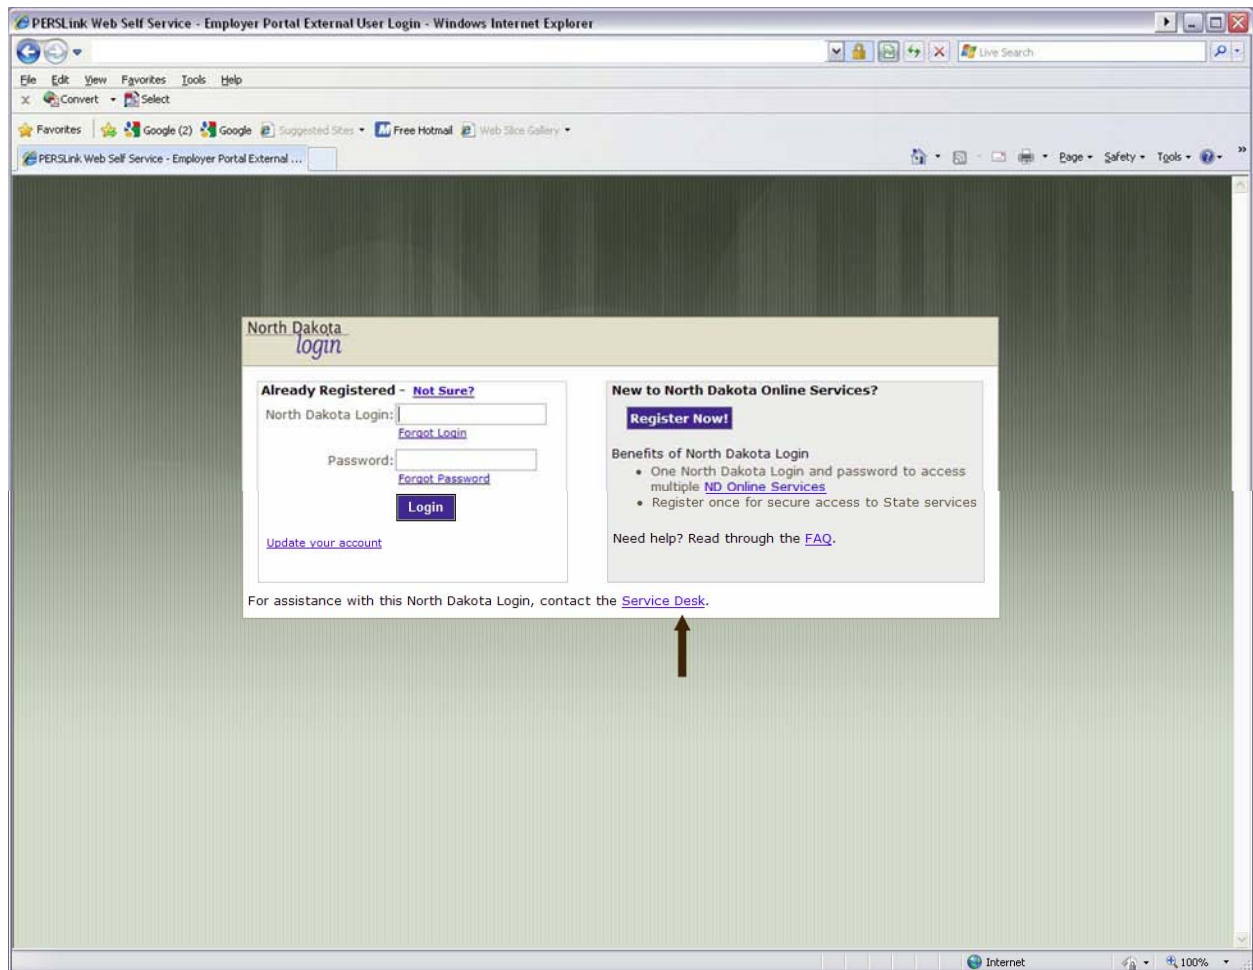 PERSLink Web Self Service - Employer Portal External User Login - Windows Internet Explorer
Live Search
File Edit View Favorites Tools Help
x Convert Select
Favorites Google (2) Google Suggested Sites Free Hotmail Web Slice Gallery
PERSLink Web Self Service - Employer Portal External ...
Page Safety Tools »
North Dakota
login
Already Registered - Not Sure?
North Dakota Login:
Forgot Login
Password:
Forgot Password
Login
Update your account
New to North Dakota Online Services?
Register Now!
Benefits of North Dakota Login
• One North Dakota Login and password to access
multiple ND Online Services
• Register once for secure access to State services
Need help? Read through the FAQ.
For assistance with this North Dakota Login, contact the Service Desk.
Internet 100%